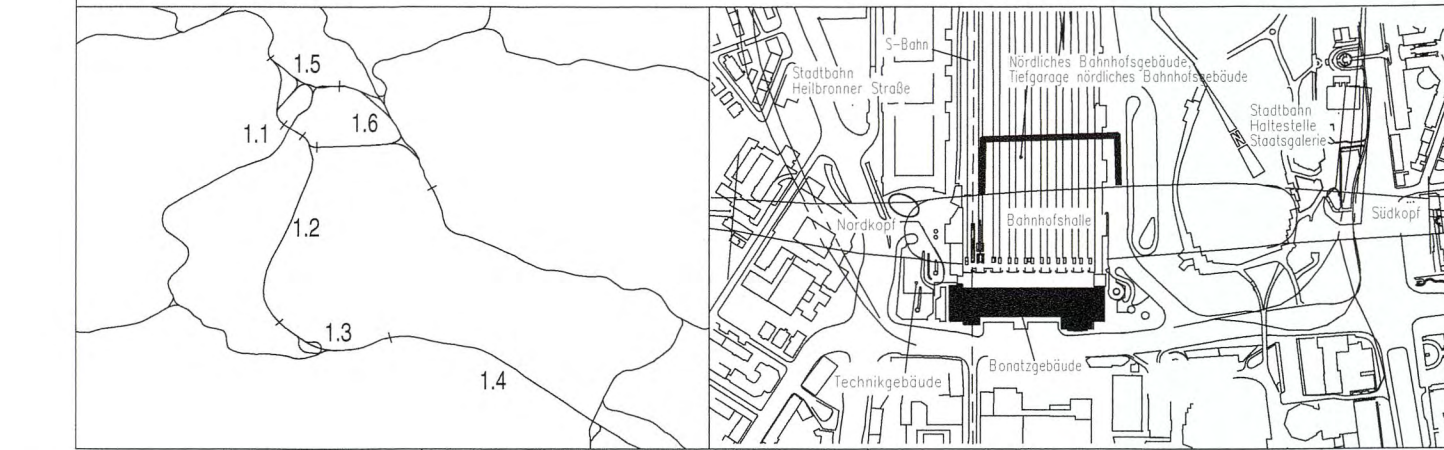 1.5
1.1
1.6
1.2
1.3
1.4
S-Bahn
Stadtbahn
Heilbronner Straße
Nördliches Bahnhofsgebäude,
Tiefgarage nördliches Bahnhofsgebäude
Stadtbahn
Haltestelle
Staatsgalerie
Nordkopf
Bahnhofshalle
Südkopf
Technikgebäude
Bonatzgebäude